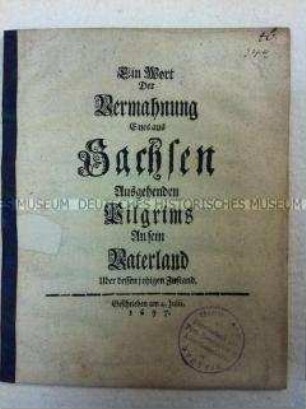 Ein Wort
Der
Vermahnung
Eines aus
Sachsen
Ausgehenden
Pilgrims
An sein
Vaterland
Uber dessen jetzigen Zustand.
Geschrieben am 4. Julii,
1697.
DEUTSCHES HISTORISCHES MUSEUM